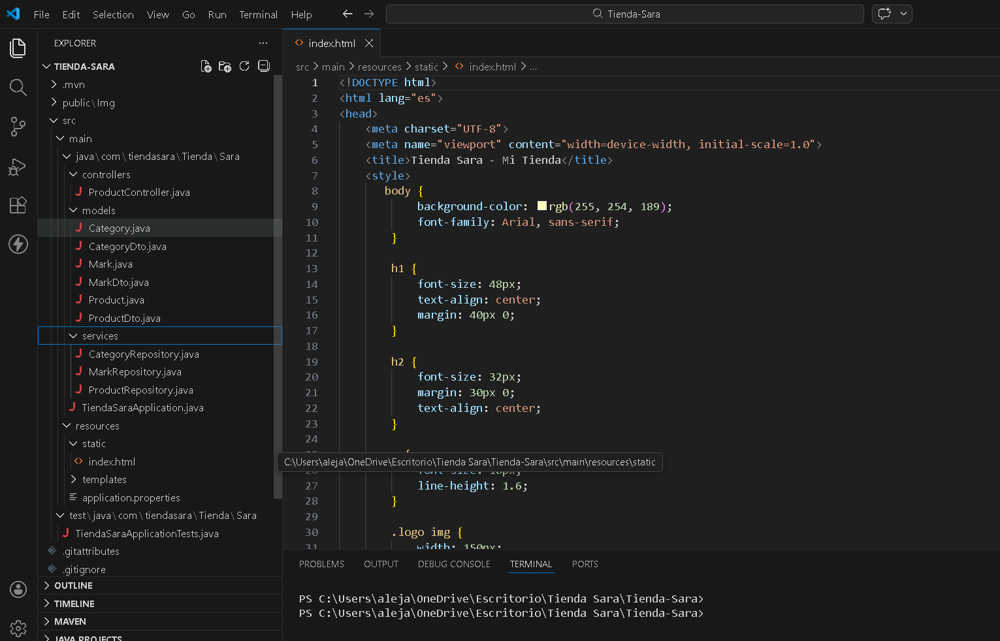 File Edit Selection View Go Run Terminal Help
Tienda-Sara
EXPLORER
TIENDA-SARA
.mvn
public\Img
src
main
java\com\tiendasara\Tienda\Sara
controllers
ProductController.java
models
Category.java
CategoryDto.java
Mark.java
MarkDto.java
Product.java
ProductDto.java
services
CategoryRepository.java
MarkRepository.java
ProductRepository.java
TiendaSaraApplication.java
resources
static
index.html
templates
application.properties
test\java\com\tiendasara\Tienda\Sara
TiendaSaraApplicationTests.java
.gitattributes
.gitignore
OUTLINE
TIMELINE
MAVEN
JAVA PROJECTS
index.html
src > main > resources > static > index.html > ...
1 <!DOCTYPE html>
2 <html lang="es">
3 <head>
4 <meta charset="UTF-8">
5 <meta name="viewport" content="width=device-width, initial-scale=1.0">
6 <title>Tienda Sara - Mi Tienda</title>
7 <style>
8 body {
9 background-color: rgb(255, 254, 189);
10 font-family: Arial, sans-serif;
11 }
12
13 h1 {
14 font-size: 48px;
15 text-align: center;
16 margin: 40px 0;
17 }
18
19 h2 {
20 font-size: 32px;
21 margin: 30px 0;
22 text-align: center;
23 }
24
C:\Users\aleja\OneDrive\Escritorio\Tienda Sara\Tienda-Sara\src\main\resources\static
27 line-height: 1.6;
28 }
29
30 .logo img {
31 width: 150px;
PROBLEMS OUTPUT DEBUG CONSOLE TERMINAL PORTS
PS C:\Users\aleja\OneDrive\Escritorio\Tienda Sara\Tienda-Sara>
PS C:\Users\aleja\OneDrive\Escritorio\Tienda Sara\Tienda-Sara>